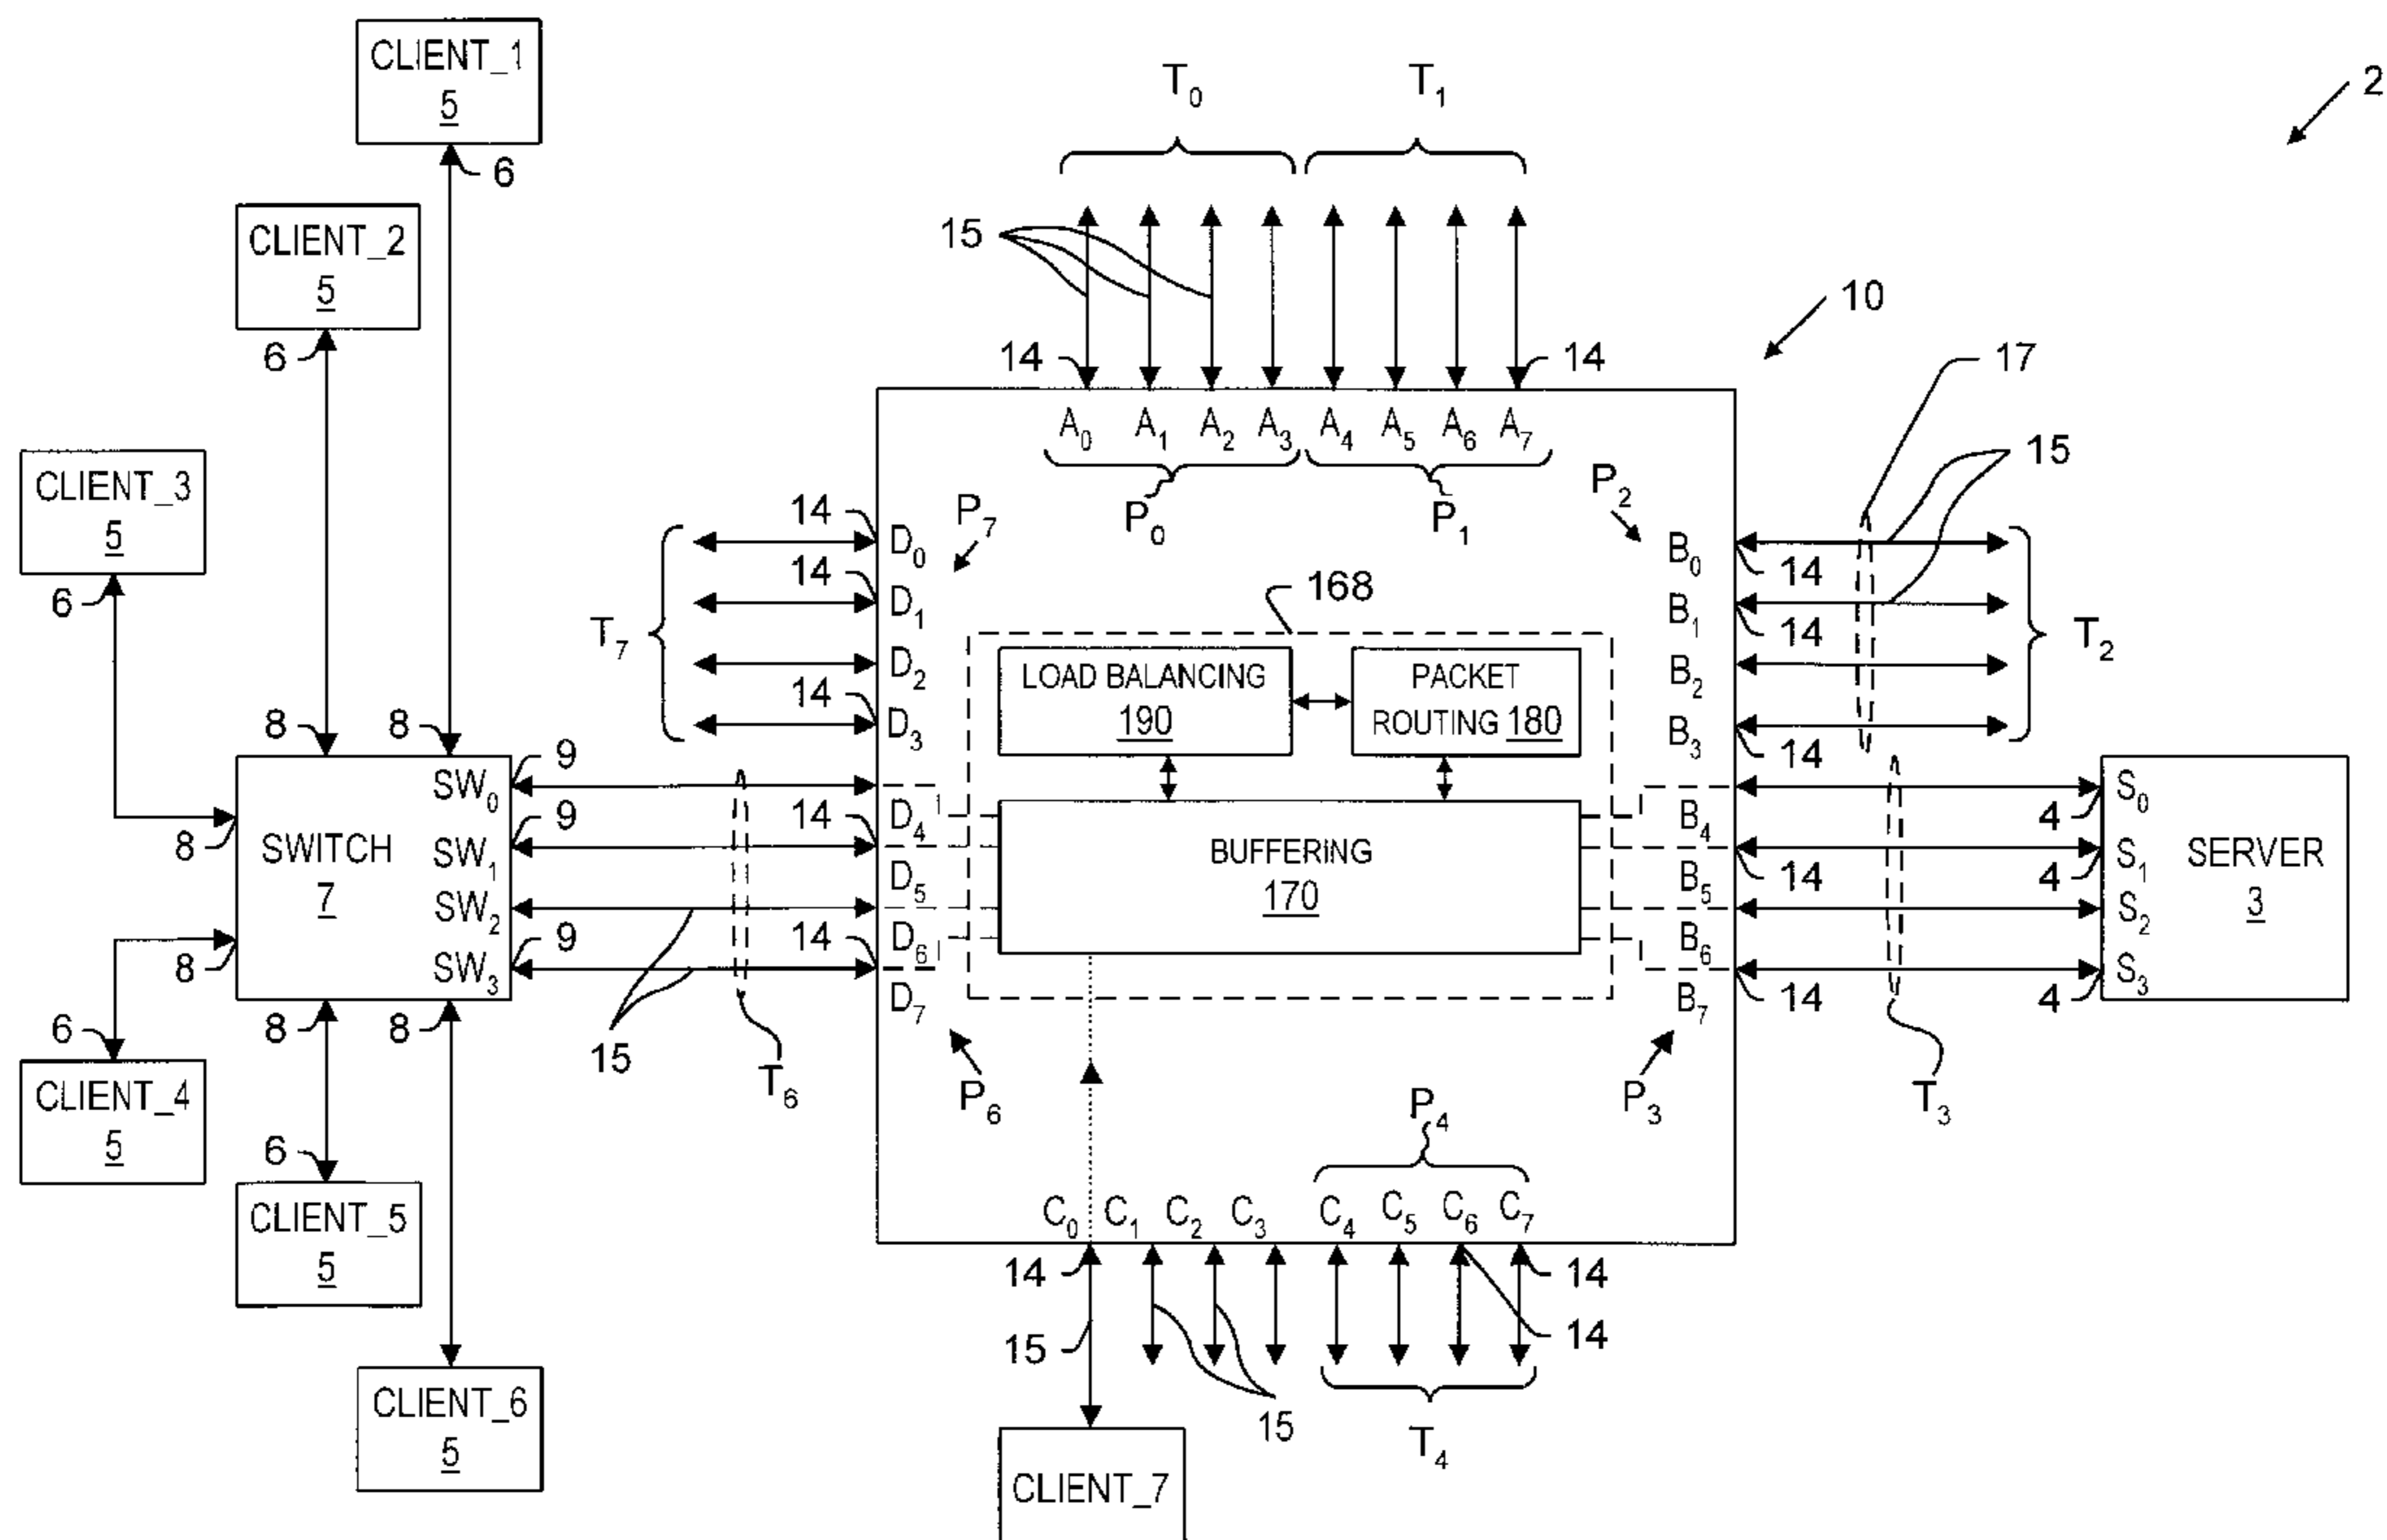 CLIENT_1
5
6
CLIENT_2
5
6
CLIENT_3
5
6
T₀ T₁
2
15
10
14 14
17
A₀ A₁ A₂ A₃ A₄ A₅ A₆ A₇
P₀ P₁
P₇ P₂
15
14 D₀
14 D₁
D₂
14 D₃
T₇
B₀ 14
B₁ 14
B₂
B₃ 14
T₂
168
LOAD BALANCING
190
PACKET
ROUTING 180
BUFFERING
170
8 8
8
8
8 8
SWITCH
7
SW₀ 9
SW₁ 9
SW₂
SW₃ 9
D₄
14 D₅
D₆
14 D₇
15
T₆
P₆
B₄
14
B₅
14
B₆
B₇ 14
P₃
T₃
4 S₀
4 S₁
S₂
4 S₃
SERVER
3
6
CLIENT_4
5
6
CLIENT_5
5
CLIENT_6
5
P₄
C₀ C₁ C₂ C₃ C₄ C₅ C₆ C₇
14 14
14
15
15
T₄
CLIENT_7